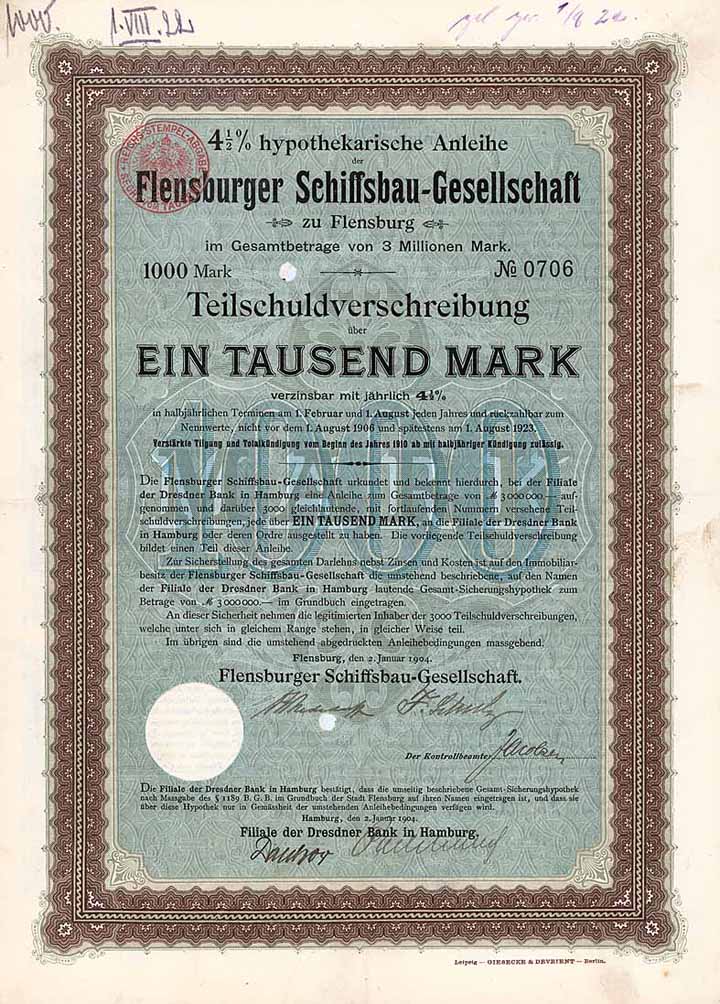 1.VIII.22
4½% hypothekarische Anleihe
der
Flensburger Schiffsbau-Gesellschaft
zu Flensburg
im Gesamtbetrage von 3 Millionen Mark.
1000 Mark № 0706
Teilschuldverschreibung
über
EIN TAUSEND MARK
verzinsbar mit jährlich 4½%
in halbjährlichen Terminen am 1. Februar und 1. August jeden Jahres und rückzahlbar zum
Nennwerte, nicht vor dem 1. August 1906 und spätestens am 1. August 1923.
Verstärkte Tilgung und Totalkündigung vom Beginn des Jahres 1910 ab mit halbjähriger Kündigung zulässig.
1000
Die Flensburger Schiffsbau-Gesellschaft urkundet und bekennt hierdurch, bei der Filiale
der Dresdner Bank in Hamburg eine Anleihe zum Gesamtbetrage von ℳ 3 000 000.— auf-
genommen und darüber 3000 gleichlautende, mit fortlaufenden Nummern versehene Teil-
schuldverschreibungen, jede über EIN TAUSEND MARK, an die Filiale der Dresdner Bank
in Hamburg oder deren Ordre ausgestellt zu haben. Die vorliegende Teilschuldverschreibung
bildet einen Teil dieser Anleihe.
Zur Sicherstellung des gesamten Darlehns nebst Zinsen und Kosten ist auf den Immobiliar-
besitz der Flensburger Schiffsbau-Gesellschaft die umstehend beschriebene, auf den Namen
der Filiale der Dresdner Bank in Hamburg lautende Gesamt-Sicherungshypothek zum
Betrage von ℳ 3 000 000.— im Grundbuch eingetragen.
An dieser Sicherheit nehmen die legitimierten Inhaber der 3000 Teilschuldverschreibungen,
welche unter sich in gleichem Range stehen, in gleicher Weise teil.
Im übrigen sind die umstehend abgedruckten Anleihebedingungen massgebend.
Flensburg, den 2. Januar 1904.
Flensburger Schiffsbau-Gesellschaft.
Der Kontrollbeamte:
Die Filiale der Dresdner Bank in Hamburg bestätigt, dass die umseitig beschriebene Gesamt-Sicherungshypothek
nach Massgabe des § 1189 B. G. B. im Grundbuch der Stadt Flensburg auf ihren Namen eingetragen ist, und dass sie
über diese Hypothek nur in Gemässheit der umstehenden Anleihebedingungen verfügen wird.
Hamburg, den 2. Januar 1904.
Filiale der Dresdner Bank in Hamburg.
Leipzig — GIESECKE & DEVRIENT — Berlin.